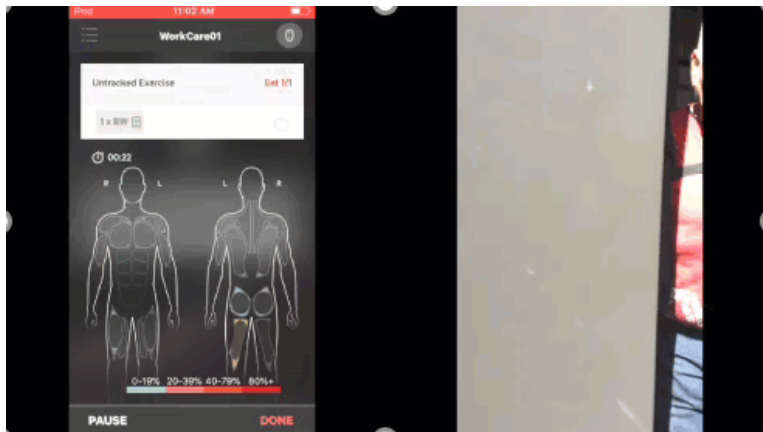 iPod 11:02 AM
WorkCare01
Untracked Exercise Set 1/1
1 x BW
00:22
R L L R
0-19% 20-39% 40-79% 80%+
PAUSE DONE